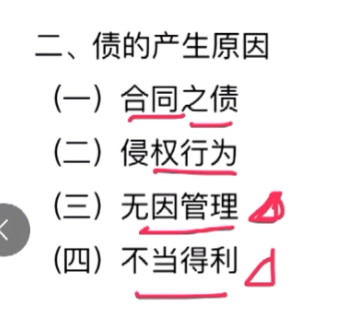 二、债的产生原因
（一）合同之债
（二）侵权行为
（三）无因管理
（四）不当得利